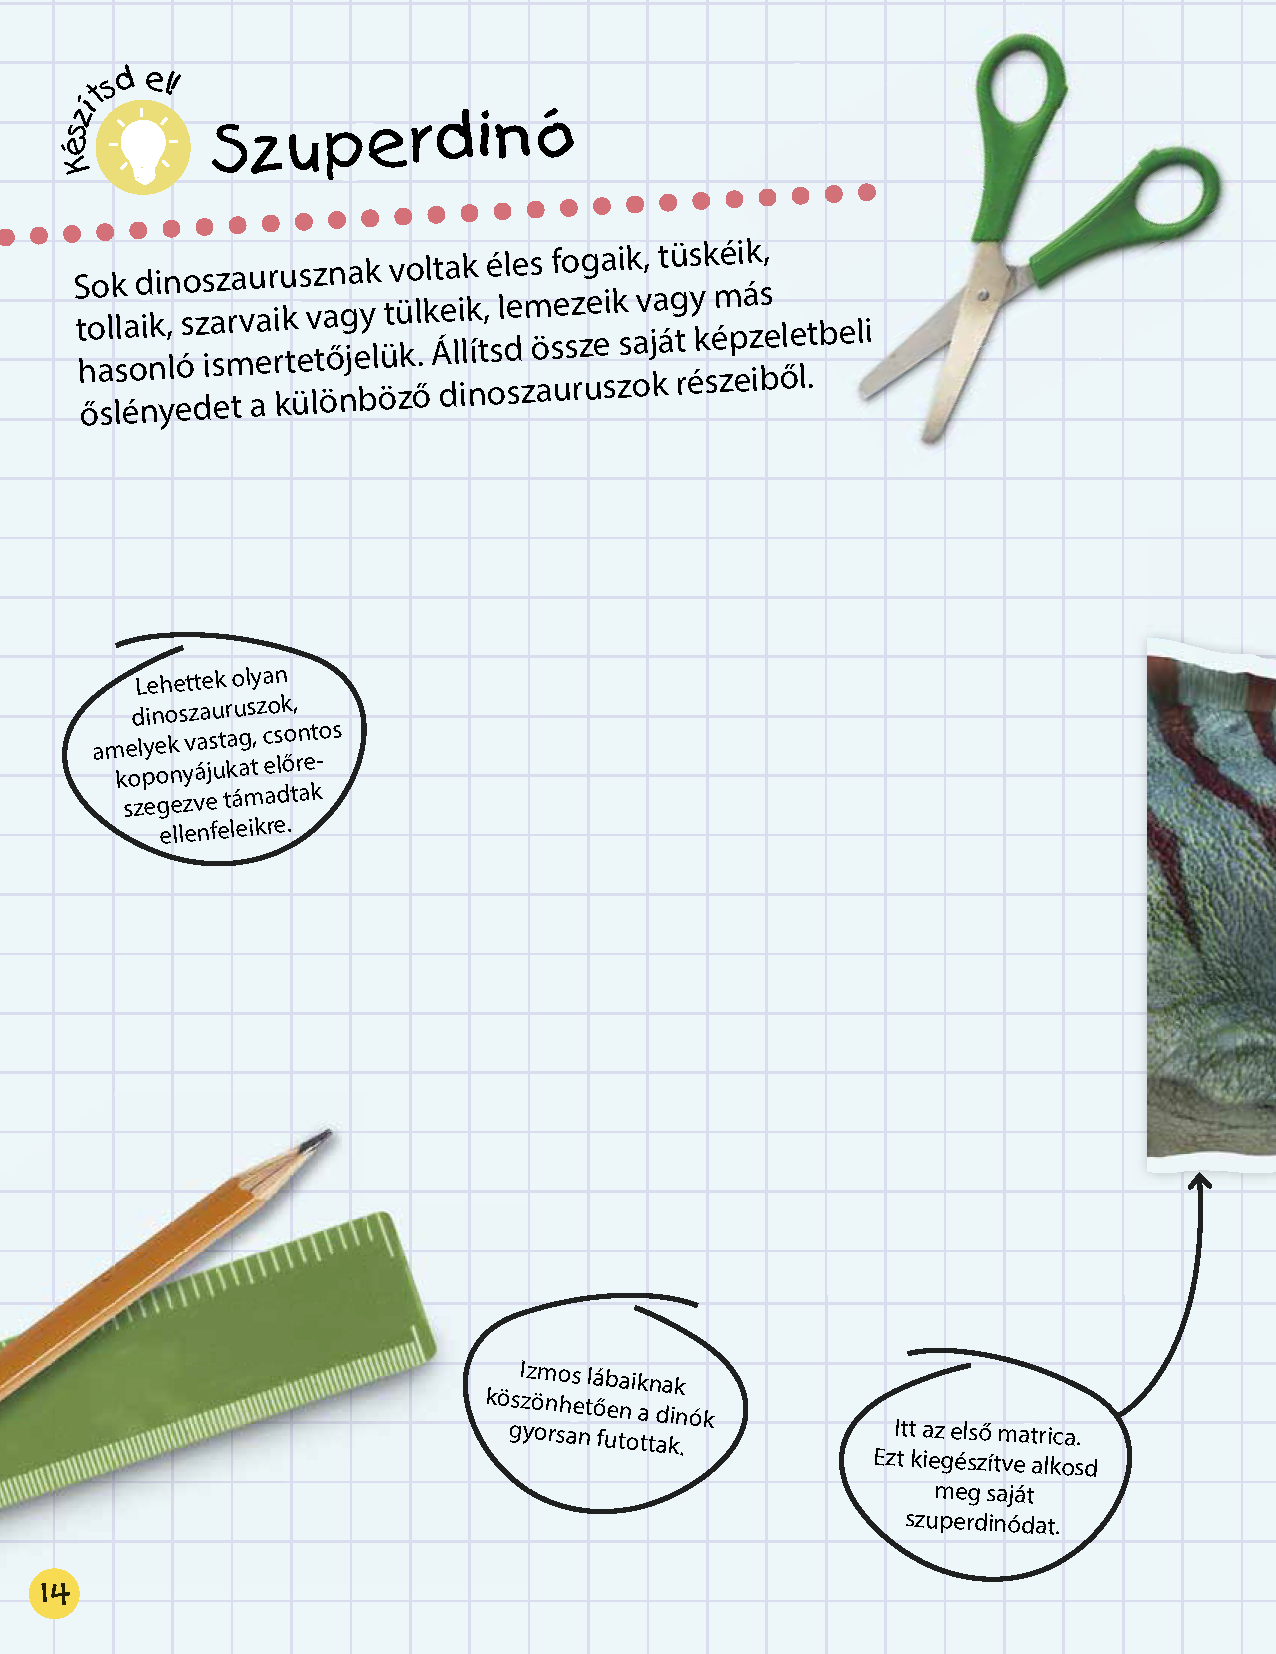 Készítsd el!
Szuperdinó
Sok dinoszaurusznak voltak éles fogaik, tüskéik,
tollaik, szarvaik vagy tülkeik, lemezeik vagy más
hasonló ismertetőjelük. Állítsd össze saját képzeletbeli
őslényedet a különböző dinoszauruszok részeiből.
Lehettek olyan
dinoszauruszok,
amelyek vastag, csontos
koponyájukat előre-
szegezve támadtak
ellenfeleikre.
Izmos lábaiknak
köszönhetően a dinók
gyorsan futottak.
Itt az első matrica.
Ezt kiegészítve alkosd
meg saját
szuperdinódat.
14